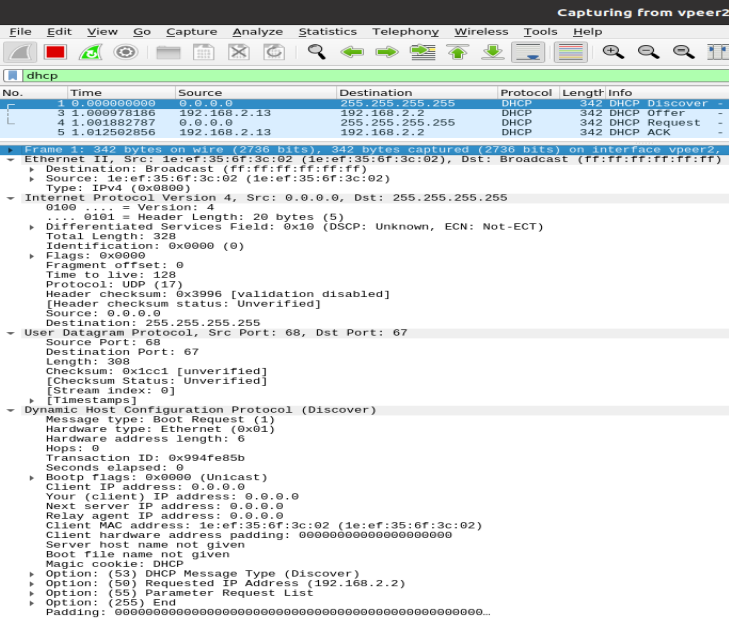 Capturing from vpeer2
File Edit View Go Capture Analyze Statistics Telephony Wireless Tools Help
dhcp
No. Time Source Destination Protocol Length Info
1 0.000000000 0.0.0.0 255.255.255.255 DHCP 342 DHCP Discover -
3 1.000978186 192.168.2.13 192.168.2.2 DHCP 342 DHCP Offer -
4 1.001882787 0.0.0.0 255.255.255.255 DHCP 342 DHCP Request -
5 1.012502856 192.168.2.13 192.168.2.2 DHCP 342 DHCP ACK -
Frame 1: 342 bytes on wire (2736 bits), 342 bytes captured (2736 bits) on interface vpeer2,
Ethernet II, Src: 1e:ef:35:6f:3c:02 (1e:ef:35:6f:3c:02), Dst: Broadcast (ff:ff:ff:ff:ff:ff)
Destination: Broadcast (ff:ff:ff:ff:ff:ff)
Source: 1e:ef:35:6f:3c:02 (1e:ef:35:6f:3c:02)
Type: IPv4 (0x0800)
Internet Protocol Version 4, Src: 0.0.0.0, Dst: 255.255.255.255
0100 .... = Version: 4
.... 0101 = Header Length: 20 bytes (5)
Differentiated Services Field: 0x10 (DSCP: Unknown, ECN: Not-ECT)
Total Length: 328
Identification: 0x0000 (0)
Flags: 0x0000
Fragment offset: 0
Time to live: 128
Protocol: UDP (17)
Header checksum: 0x3996 [validation disabled]
[Header checksum status: Unverified]
Source: 0.0.0.0
Destination: 255.255.255.255
User Datagram Protocol, Src Port: 68, Dst Port: 67
Source Port: 68
Destination Port: 67
Length: 308
Checksum: 0x1cc1 [unverified]
[Checksum Status: Unverified]
[Stream index: 0]
[Timestamps]
Dynamic Host Configuration Protocol (Discover)
Message type: Boot Request (1)
Hardware type: Ethernet (0x01)
Hardware address length: 6
Hops: 0
Transaction ID: 0x994fe85b
Seconds elapsed: 0
Bootp flags: 0x0000 (Unicast)
Client IP address: 0.0.0.0
Your (client) IP address: 0.0.0.0
Next server IP address: 0.0.0.0
Relay agent IP address: 0.0.0.0
Client MAC address: 1e:ef:35:6f:3c:02 (1e:ef:35:6f:3c:02)
Client hardware address padding: 00000000000000000000
Server host name not given
Boot file name not given
Magic cookie: DHCP
Option: (53) DHCP Message Type (Discover)
Option: (50) Requested IP Address (192.168.2.2)
Option: (55) Parameter Request List
Option: (255) End
Padding: 000000000000000000000000000000000000000000000000…